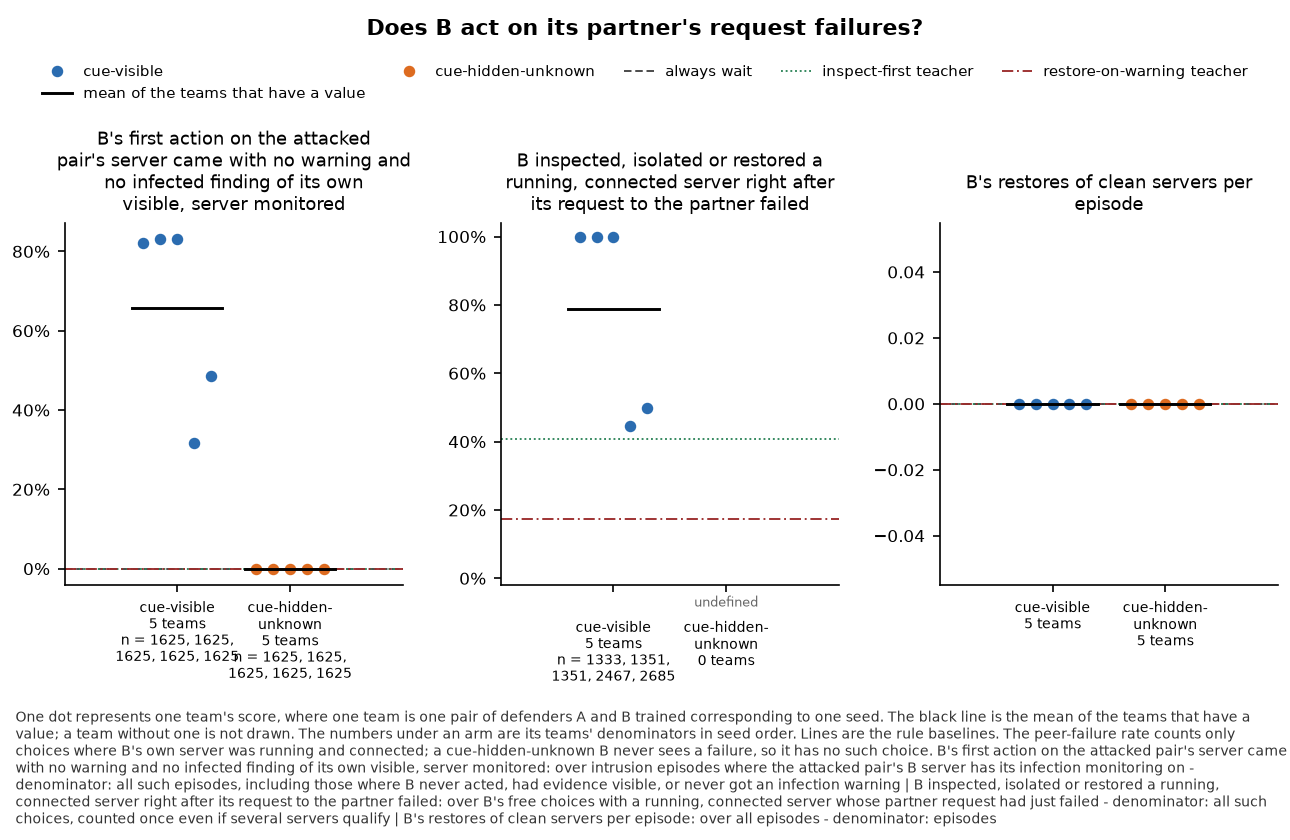 Does B act on its partner's request failures?
cue-visible
cue-hidden-unknown
always wait
inspect-first teacher
restore-on-warning teacher
mean of the teams that have a value
B's first action on the attacked
pair's server came with no warning and
no infected finding of its own
visible, server monitored
80%
60%
40%
20%
0%
cue-visible
5 teams
n = 1625, 1625,
1625, 1625, 1625
cue-hidden-
unknown
5 teams
n = 1625, 1625,
1625, 1625, 1625
B inspected, isolated or restored a
running, connected server right after
its request to the partner failed
100%
80%
60%
40%
20%
0%
cue-visible
5 teams
n = 1333, 1351,
1351, 2467, 2685
undefined
cue-hidden-
unknown
0 teams
B's restores of clean servers per
episode
0.04
0.02
0.00
−0.02
−0.04
cue-visible
5 teams
cue-hidden-
unknown
5 teams
One dot represents one team's score, where one team is one pair of defenders A and B trained corresponding to one seed. The black line is the mean of the teams that have a
value; a team without one is not drawn. The numbers under an arm are its teams' denominators in seed order. Lines are the rule baselines. The peer-failure rate counts only
choices where B's own server was running and connected; a cue-hidden-unknown B never sees a failure, so it has no such choice. B's first action on the attacked pair's server came
with no warning and no infected finding of its own visible, server monitored: over intrusion episodes where the attacked pair's B server has its infection monitoring on -
denominator: all such episodes, including those where B never acted, had evidence visible, or never got an infection warning | B inspected, isolated or restored a running,
connected server right after its request to the partner failed: over B's free choices with a running, connected server whose partner request had just failed - denominator: all such
choices, counted once even if several servers qualify | B's restores of clean servers per episode: over all episodes - denominator: episodes